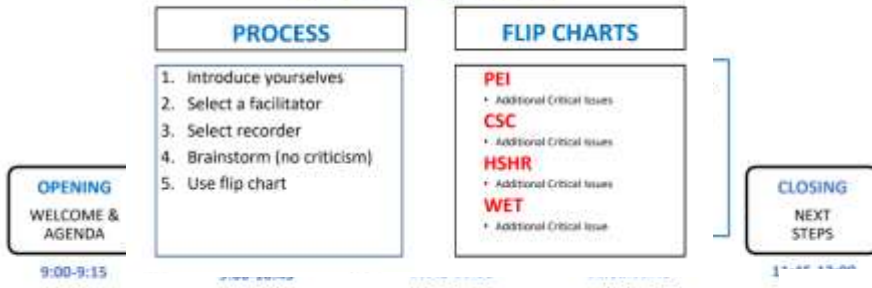 PROCESS
1. Introduce yourselves
2. Select a facilitator
3. Select recorder
4. Brainstorm (no criticism)
5. Use flip chart
FLIP CHARTS
PEI
• Additional Critical Issues
CSC
• Additional Critical Issues
HSHR
• Additional Critical Issues
WET
• Additional Critical Issue
OPENING
WELCOME &
AGENDA
9:00-9:15
CLOSING
NEXT
STEPS